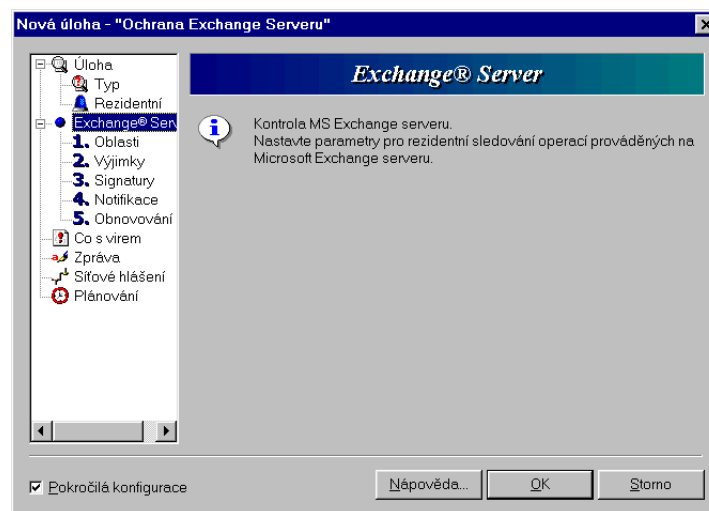 Nová úloha - "Ochrana Exchange Serveru"
Úloha
Typ
Rezidentní
Exchange® Serv
1. Oblasti
2. Výjimky
3. Signatury
4. Notifikace
5. Obnovování
Co s virem
Zpráva
Síťové hlášení
Plánování
Exchange® Server
Kontrola MS Exchange serveru.
Nastavte parametry pro rezidentní sledování operací prováděných na
Microsoft Exchange serveru.
Pokročilá konfigurace
Nápověda...
OK
Storno